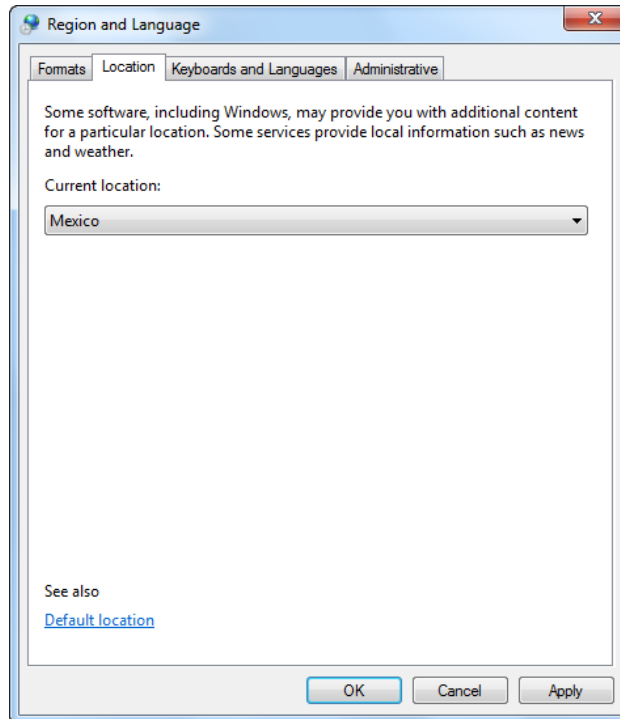 Region and Language
Formats
Location
Keyboards and Languages
Administrative
Some software, including Windows, may provide you with additional content
for a particular location. Some services provide local information such as news
and weather.
Current location:
Mexico
See also
Default location
OK
Cancel
Apply